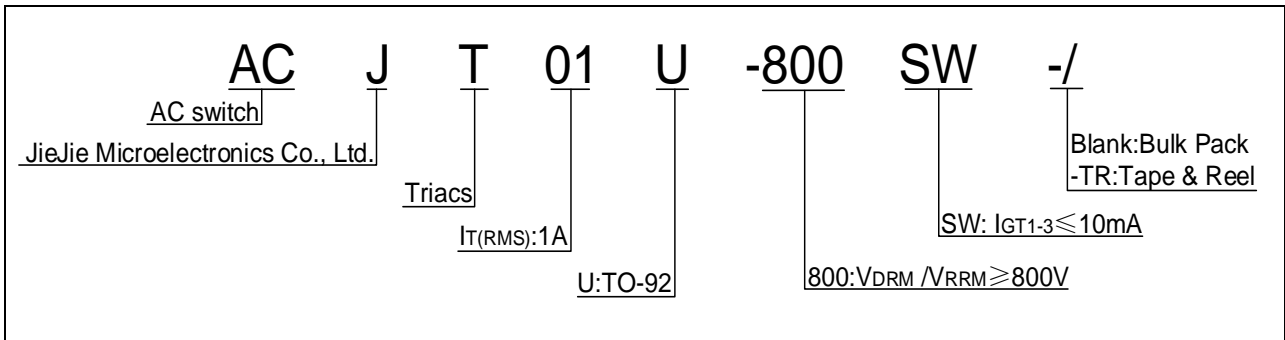 AC J T 01 U -800 SW -/
AC switch
JieJie Microelectronics Co., Ltd.
Blank:Bulk Pack
-TR:Tape & Reel
Triacs
SW: IGT1-3≤10mA
IT(RMS):1A
U:TO-92
800:VDRM /VRRM≥800V